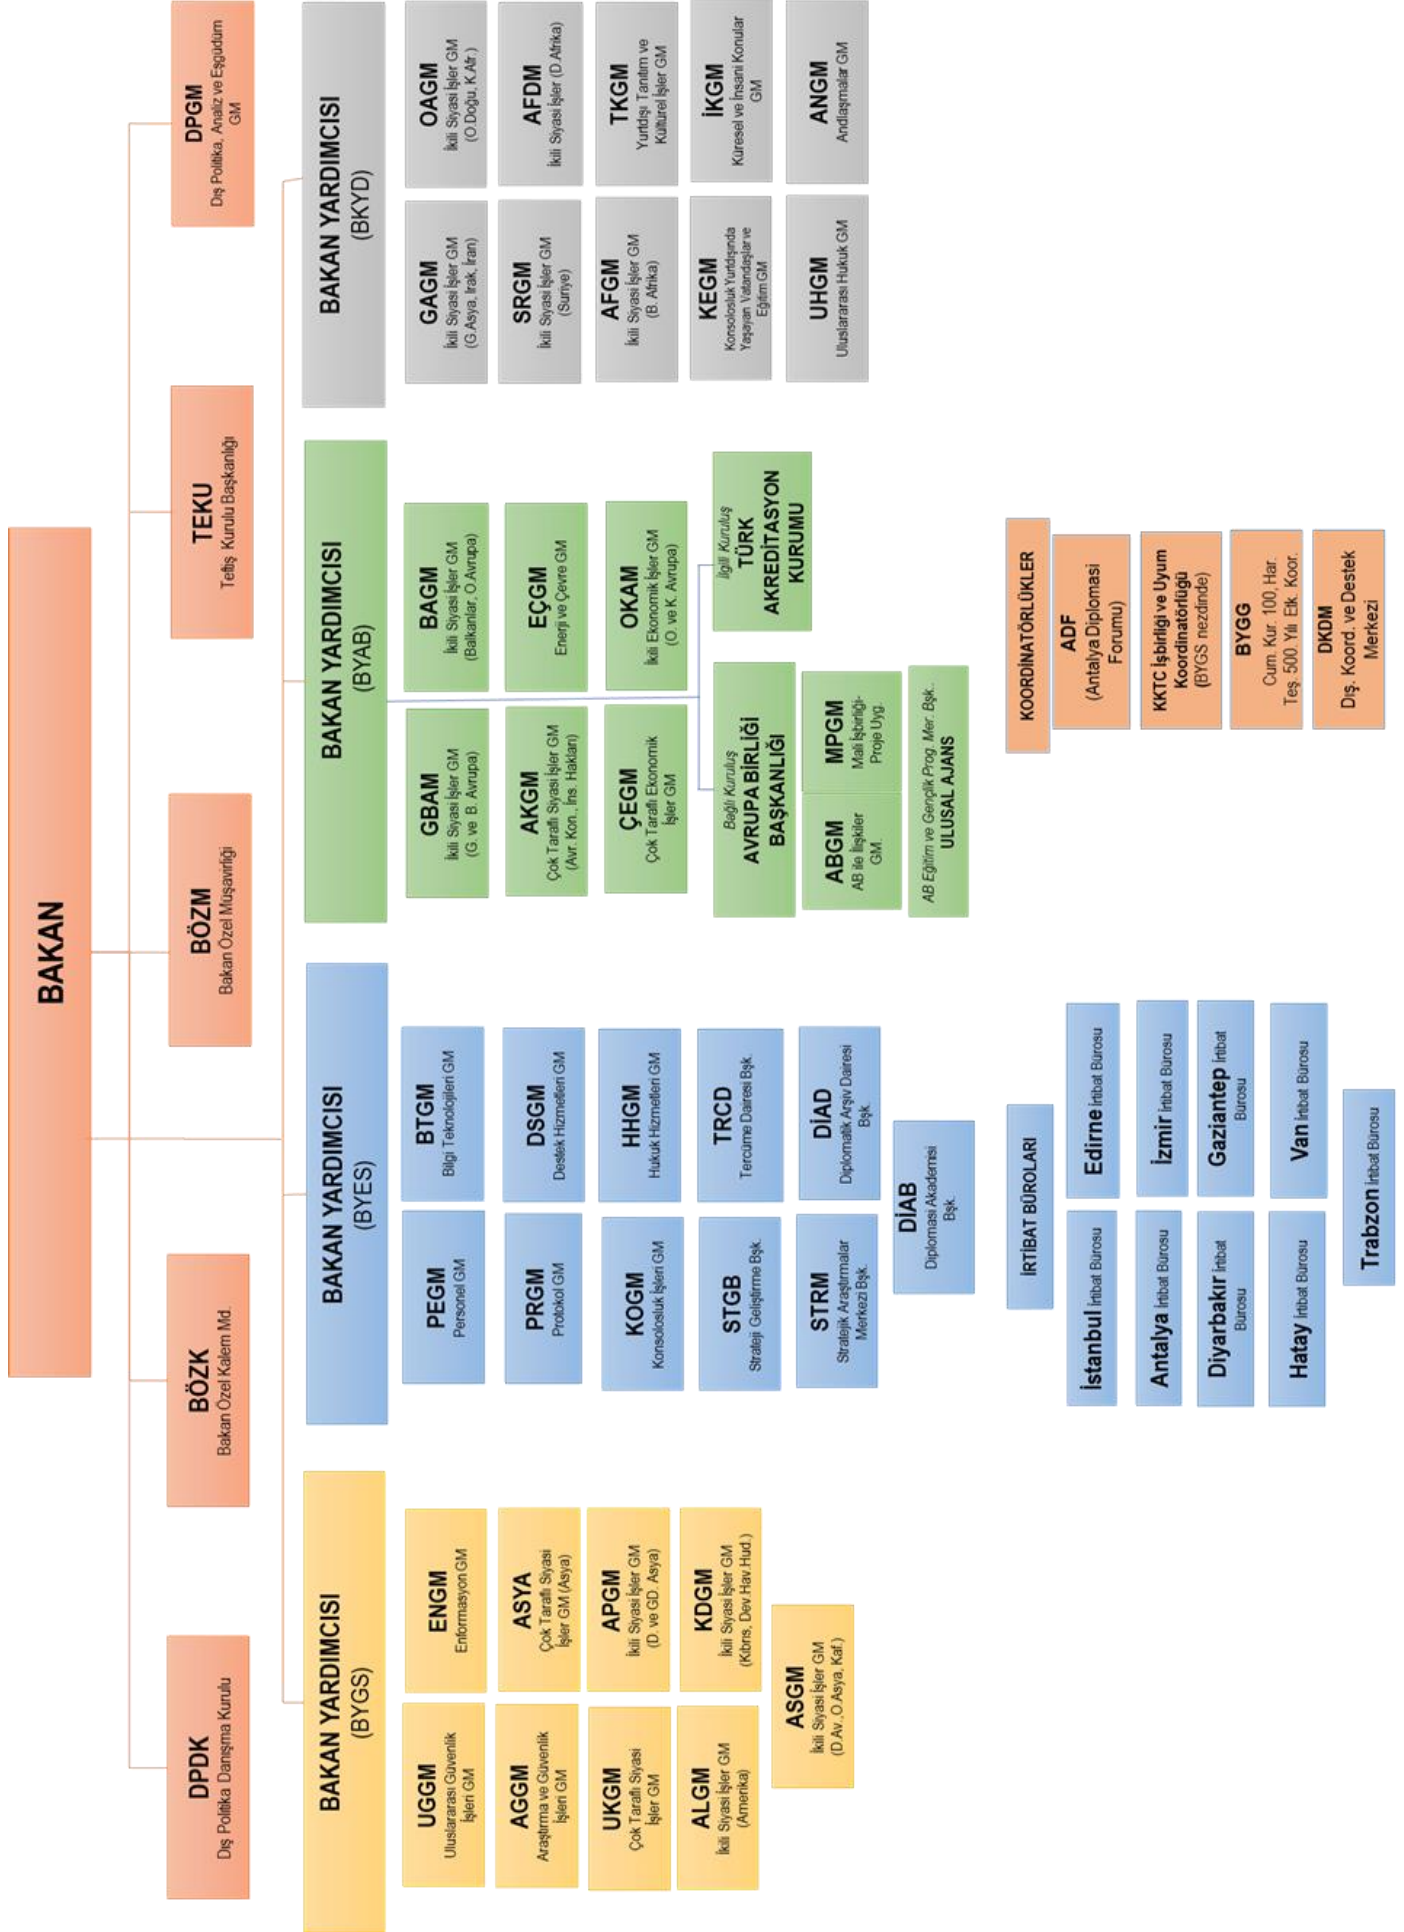 BAKAN
DPDK
Dış Politika Danışma Kurulu
BÖZK
Bakan Özel Kalem Md.
BÖZM
Bakan Özel Müşavirliği
TEKU
Teftiş Kurulu Başkanlığı
DPGM
Dış Politika, Analiz ve Eşgüdüm
GM
BAKAN YARDIMCISI
(BYGS)
UGGM
Uluslararası Güvenlik
İşleri GM
ENGM
Enformasyon GM
AGGM
Araştırma ve Güvenlik
İşleri GM
ASYA
Çok Taraflı Siyasi
İşler GM (Asya)
UKGM
Çok Taraflı Siyasi
İşler GM
APGM
İkili Siyasi İşler GM
(D. ve GD. Asya)
ALGM
İkili Siyasi İşler GM
(Amerika)
KDGM
İkili Siyasi İşler GM
(Kıbrıs, Dev.Hav.Hud.)
ASGM
İkili Siyasi İşler GM
(D.Av.,O.Asya, Kaf.)
BAKAN YARDIMCISI
(BYES)
PEGM
Personel GM
BTGM
Bilgi Teknolojileri GM
PRGM
Protokol GM
DSGM
Destek Hizmetleri GM
KOGM
Konsolosluk İşleri GM
HHGM
Hukuk Hizmetleri GM
STGB
Strateji Geliştirme Bşk.
TRCD
Tercüme Dairesi Bşk.
STRM
Stratejik Araştırmalar
Merkezi Bşk.
DİAD
Diplomatik Arşiv Dairesi
Bşk.
DİAB
Diplomasi Akademisi
Bşk.
İRTİBAT BÜROLARI
İstanbul İrtibat Bürosu
Edirne İrtibat Bürosu
Antalya İrtibat Bürosu
İzmir İrtibat Bürosu
Diyarbakır İrtibat
Bürosu
Gaziantep İrtibat
Bürosu
Hatay İrtibat Bürosu
Van İrtibat Bürosu
Trabzon İrtibat Bürosu
BAKAN YARDIMCISI
(BYAB)
GBAM
İkili Siyasi İşler GM
(G. ve B. Avrupa)
BAGM
İkili Siyasi İşler GM
(Balkanlar, O.Avrupa)
AKGM
Çok Taraflı Siyasi İşler GM
(Avr. Kon., İns. Hakları)
EÇGM
Enerji ve Çevre GM
ÇEGM
Çok Taraflı Ekonomik
İşler GM
OKAM
İkili Ekonomik İşler GM
(O. ve K. Avrupa)
Bağlı Kuruluş
AVRUPA BİRLİĞİ
BAŞKANLIĞI
İlgili Kuruluş
TÜRK
AKREDİTASYON
KURUMU
ABGM
AB ile İlişkiler
GM.
MPGM
Mali İşbirliği-
Proje Uyg.
AB Eğitim ve Gençlik Prog. Mer. Bşk..
ULUSAL AJANS
KOORDİNATÖRLÜKLER
ADF
(Antalya Diplomasi
Forumu)
KKTC İşbirliği ve Uyum
Koordinatörlüğü
(BYGS nezdinde)
BYGG
Cum. Kur. 100, Har.
Teş. 500. Yılı Etk. Koor.
DKDM
Dış. Koord. ve Destek
Merkezi
BAKAN YARDIMCISI
(BKYD)
GAGM
İkili Siyasi İşler GM
(G.Asya, Irak, İran)
OAGM
İkili Siyasi İşler GM
(O.Doğu, K.Afr.)
SRGM
İkili Siyasi İşler GM
(Suriye)
AFDM
İkili Siyasi İşler (D.Afrika)
AFGM
İkili Siyasi İşler GM
(B. Afrika)
TKGM
Yurtdışı Tanıtım ve
Kültürel İşler GM
KEGM
Konsolosluk Yurtdışında
Yaşayan Vatandaşlar ve
Eğitim GM
İKGM
Küresel ve İnsani Konular
GM
UHGM
Uluslararası Hukuk GM
ANGM
Andlaşmalar GM